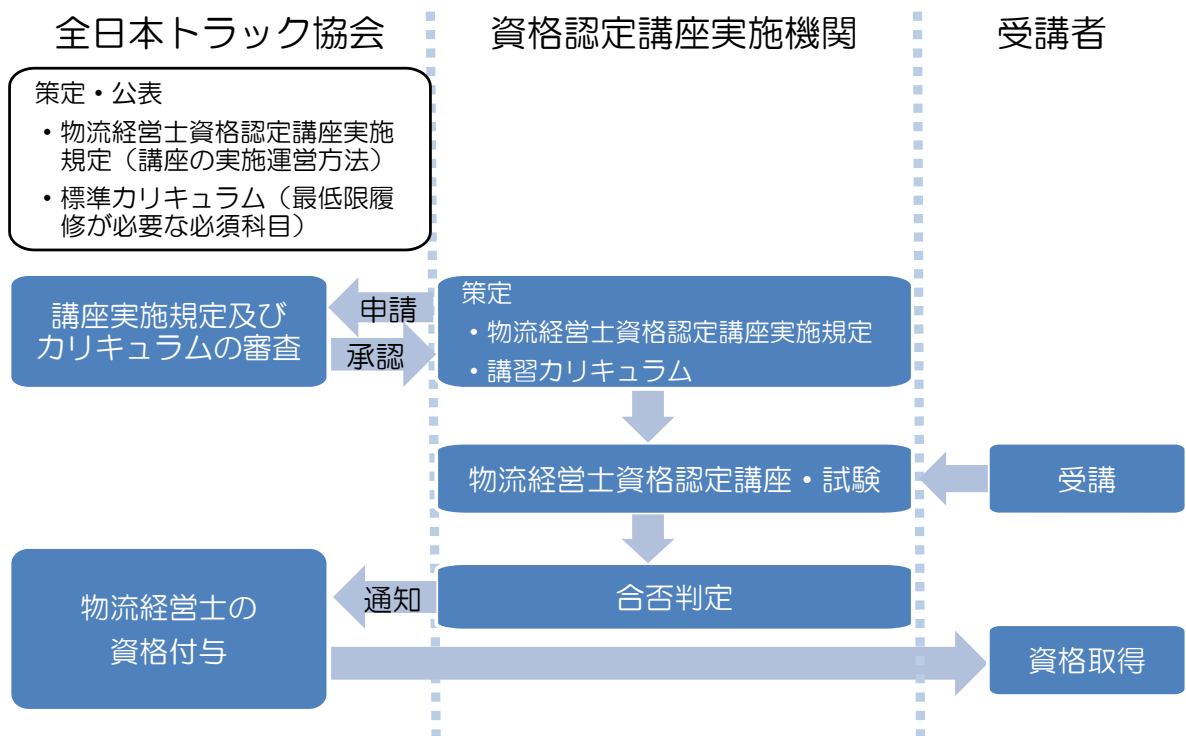 全日本トラック協会
資格認定講座実施機関
受講者
策定・公表
・物流経営士資格認定講座実施
規定（講座の実施運営方法）
・標準カリキュラム（最低限履
修が必要な必須科目）
講座実施規定及び
カリキュラムの審査
申請
承認
策定
・物流経営士資格認定講座実施規定
・講習カリキュラム
物流経営士資格認定講座・試験
受講
物流経営士の
資格付与
通知
合否判定
資格取得